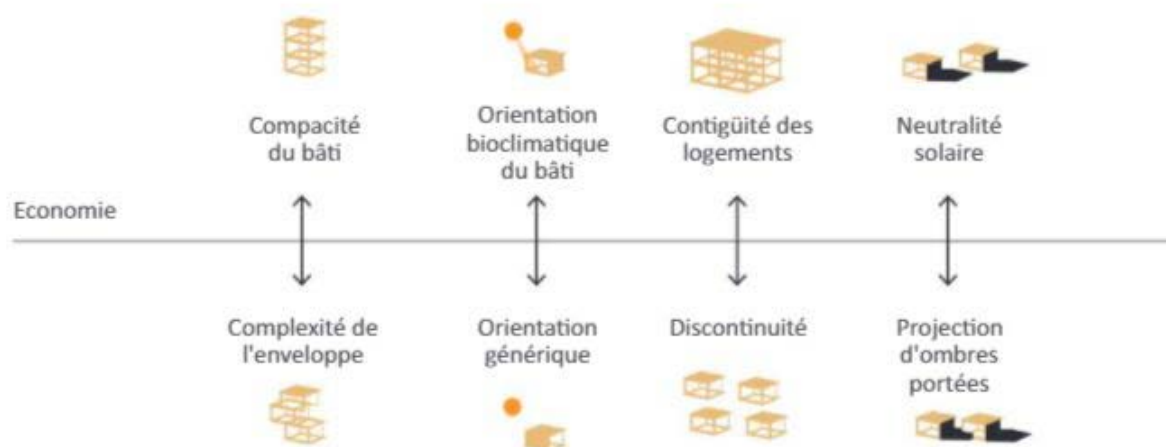 Compacité
du bâti
Orientation
bioclimatique
du bâti
Contigüité des
logements
Neutralité
solaire
Economie
Complexité de
l'enveloppe
Orientation
générique
Discontinuité
Projection
d'ombres
portées